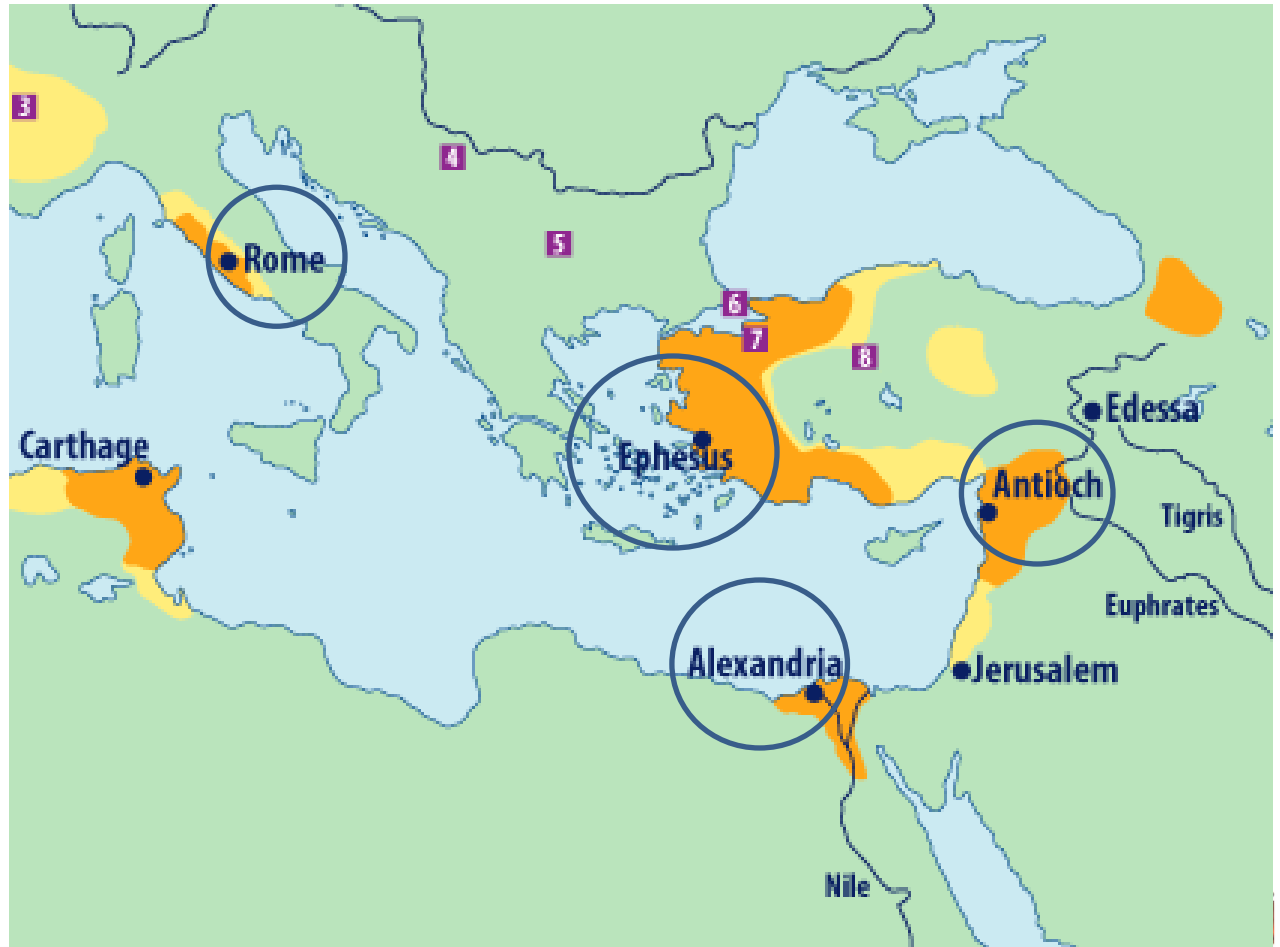 3
4
Rome
5
6
7
8
Edessa
Carthage
Ephesus
Antioch
Tigris
Euphrates
Alexandria
Jerusalem
Nile